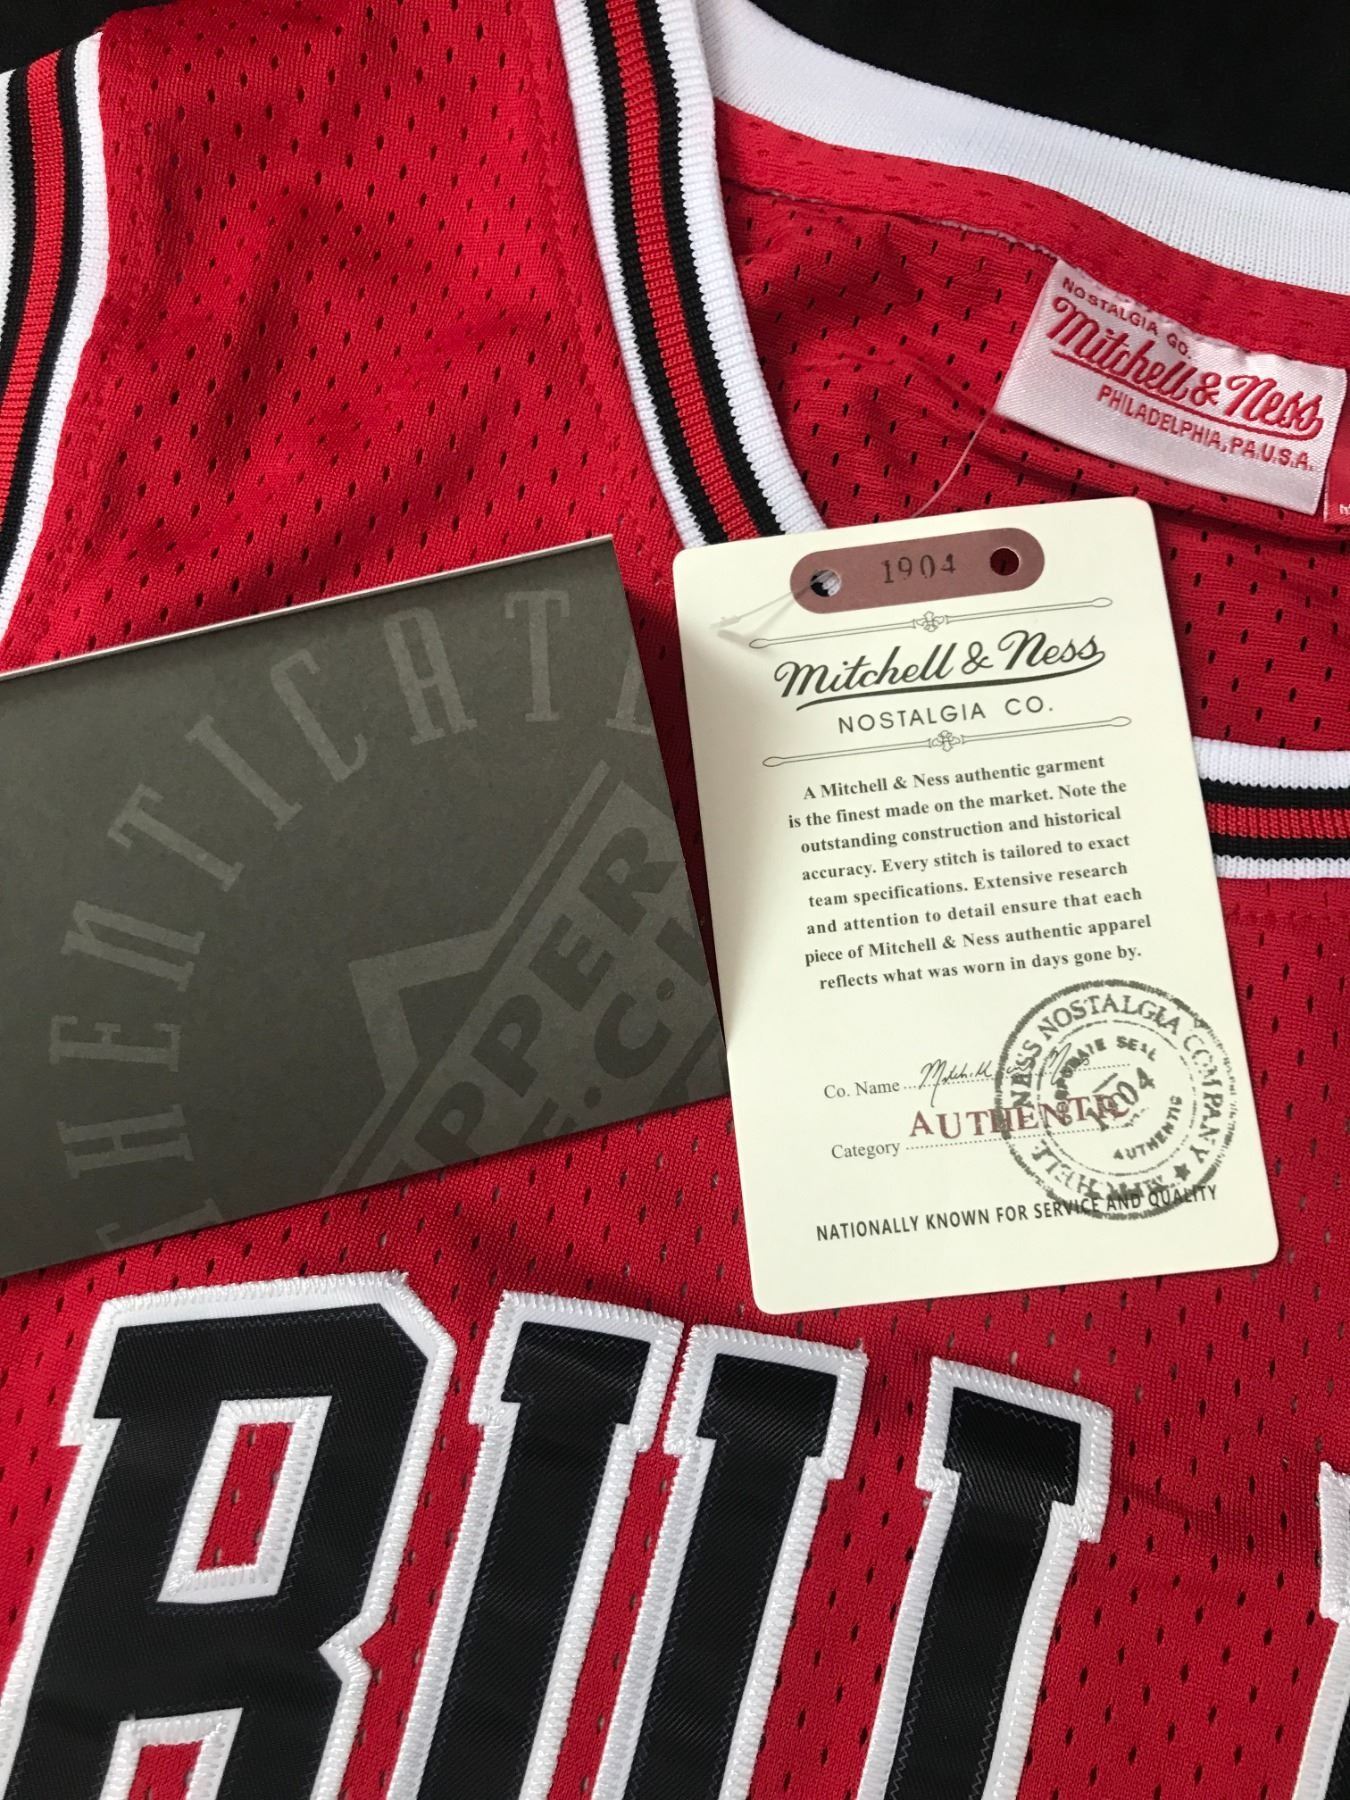 NOSTALGIA CO.
Mitchell & Ness
PHILADELPHIA, PA.U.S.A.
1904
Mitchell & Ness
NOSTALGIA CO.
A Mitchell & Ness authentic garment
is the finest made on the market. Note the
outstanding construction and historical
accuracy. Every stitch is tailored to exact
team specifications. Extensive research
and attention to detail ensure that each
piece of Mitchell & Ness authentic apparel
reflects what was worn in days gone by.
Co. Name
Category AUTHENTIC
NESS NOSTALGIA COMPANY
1904
AUTHENTIC
NATIONALLY KNOWN FOR SERVICE AND QUALITY
HENTICATE
PPER
BULL